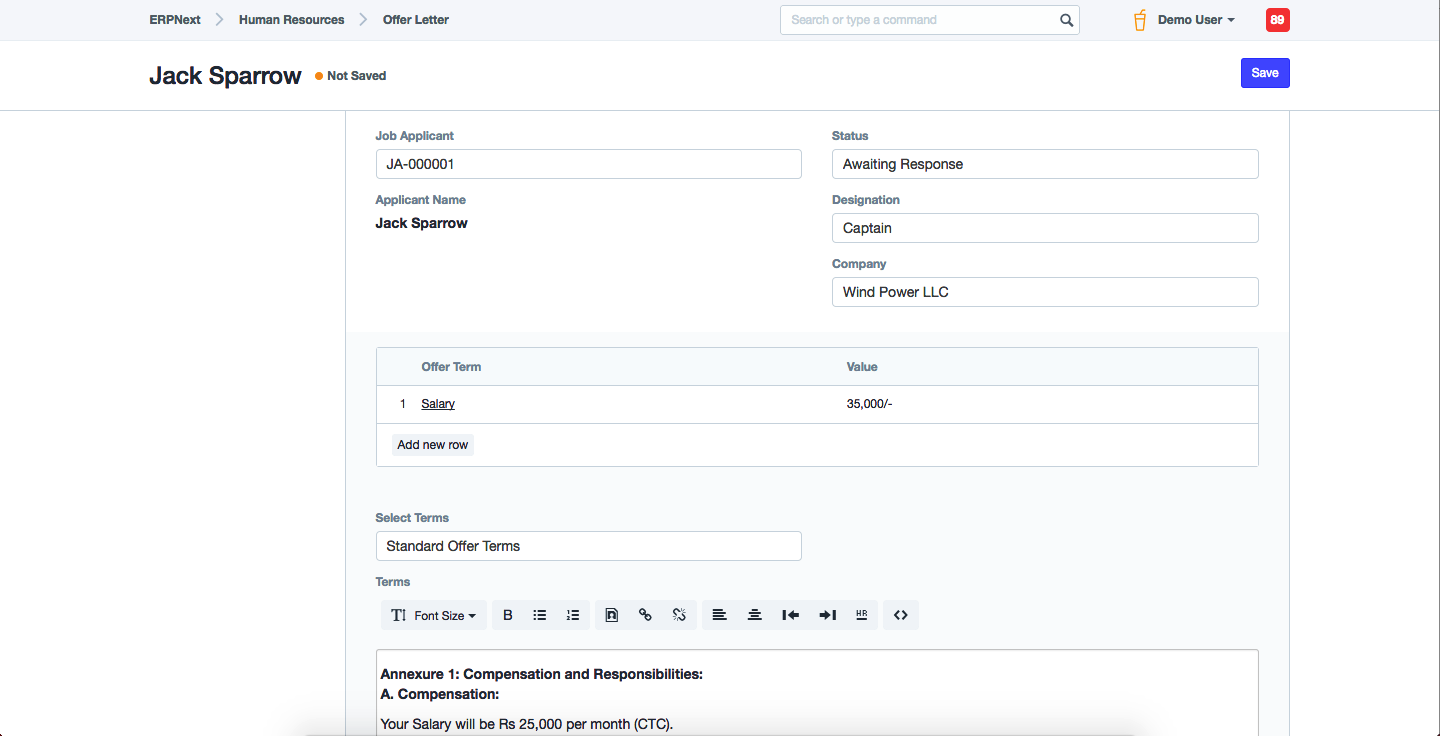 ERPNext Human Resources Offer Letter Search or type a command Demo User 89
Jack Sparrow Not Saved Save
Job Applicant
JA-000001
Applicant Name
Jack Sparrow
Status
Awaiting Response
Designation
Captain
Company
Wind Power LLC
Offer Term Value
1 Salary 35,000/-
Add new row
Select Terms
Standard Offer Terms
Terms
Font Size B HR
Annexure 1: Compensation and Responsibilities:
A. Compensation:
Your Salary will be Rs 25,000 per month (CTC).